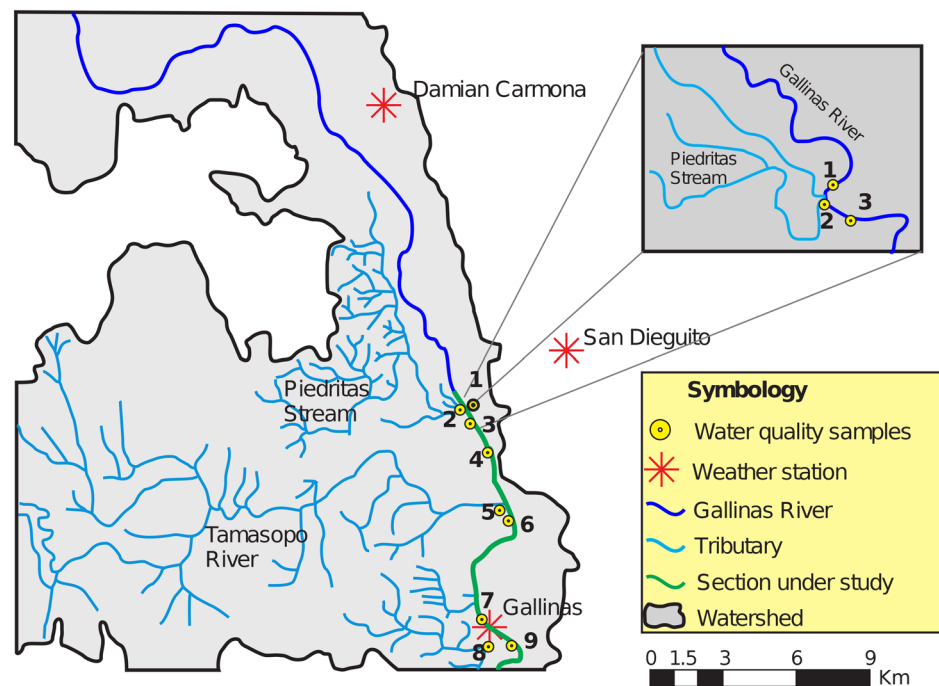 Damian Carmona
Gallinas River
Piedritas
Stream
1
2
3
San Dieguito
Piedritas
Stream
1
2
3
4
5
6
Tamasopo
River
7
Gallinas
8
9
Symbology
Water quality samples
Weather station
Gallinas River
Tributary
Section under study
Watershed
0 1.5 3 6 9
Km